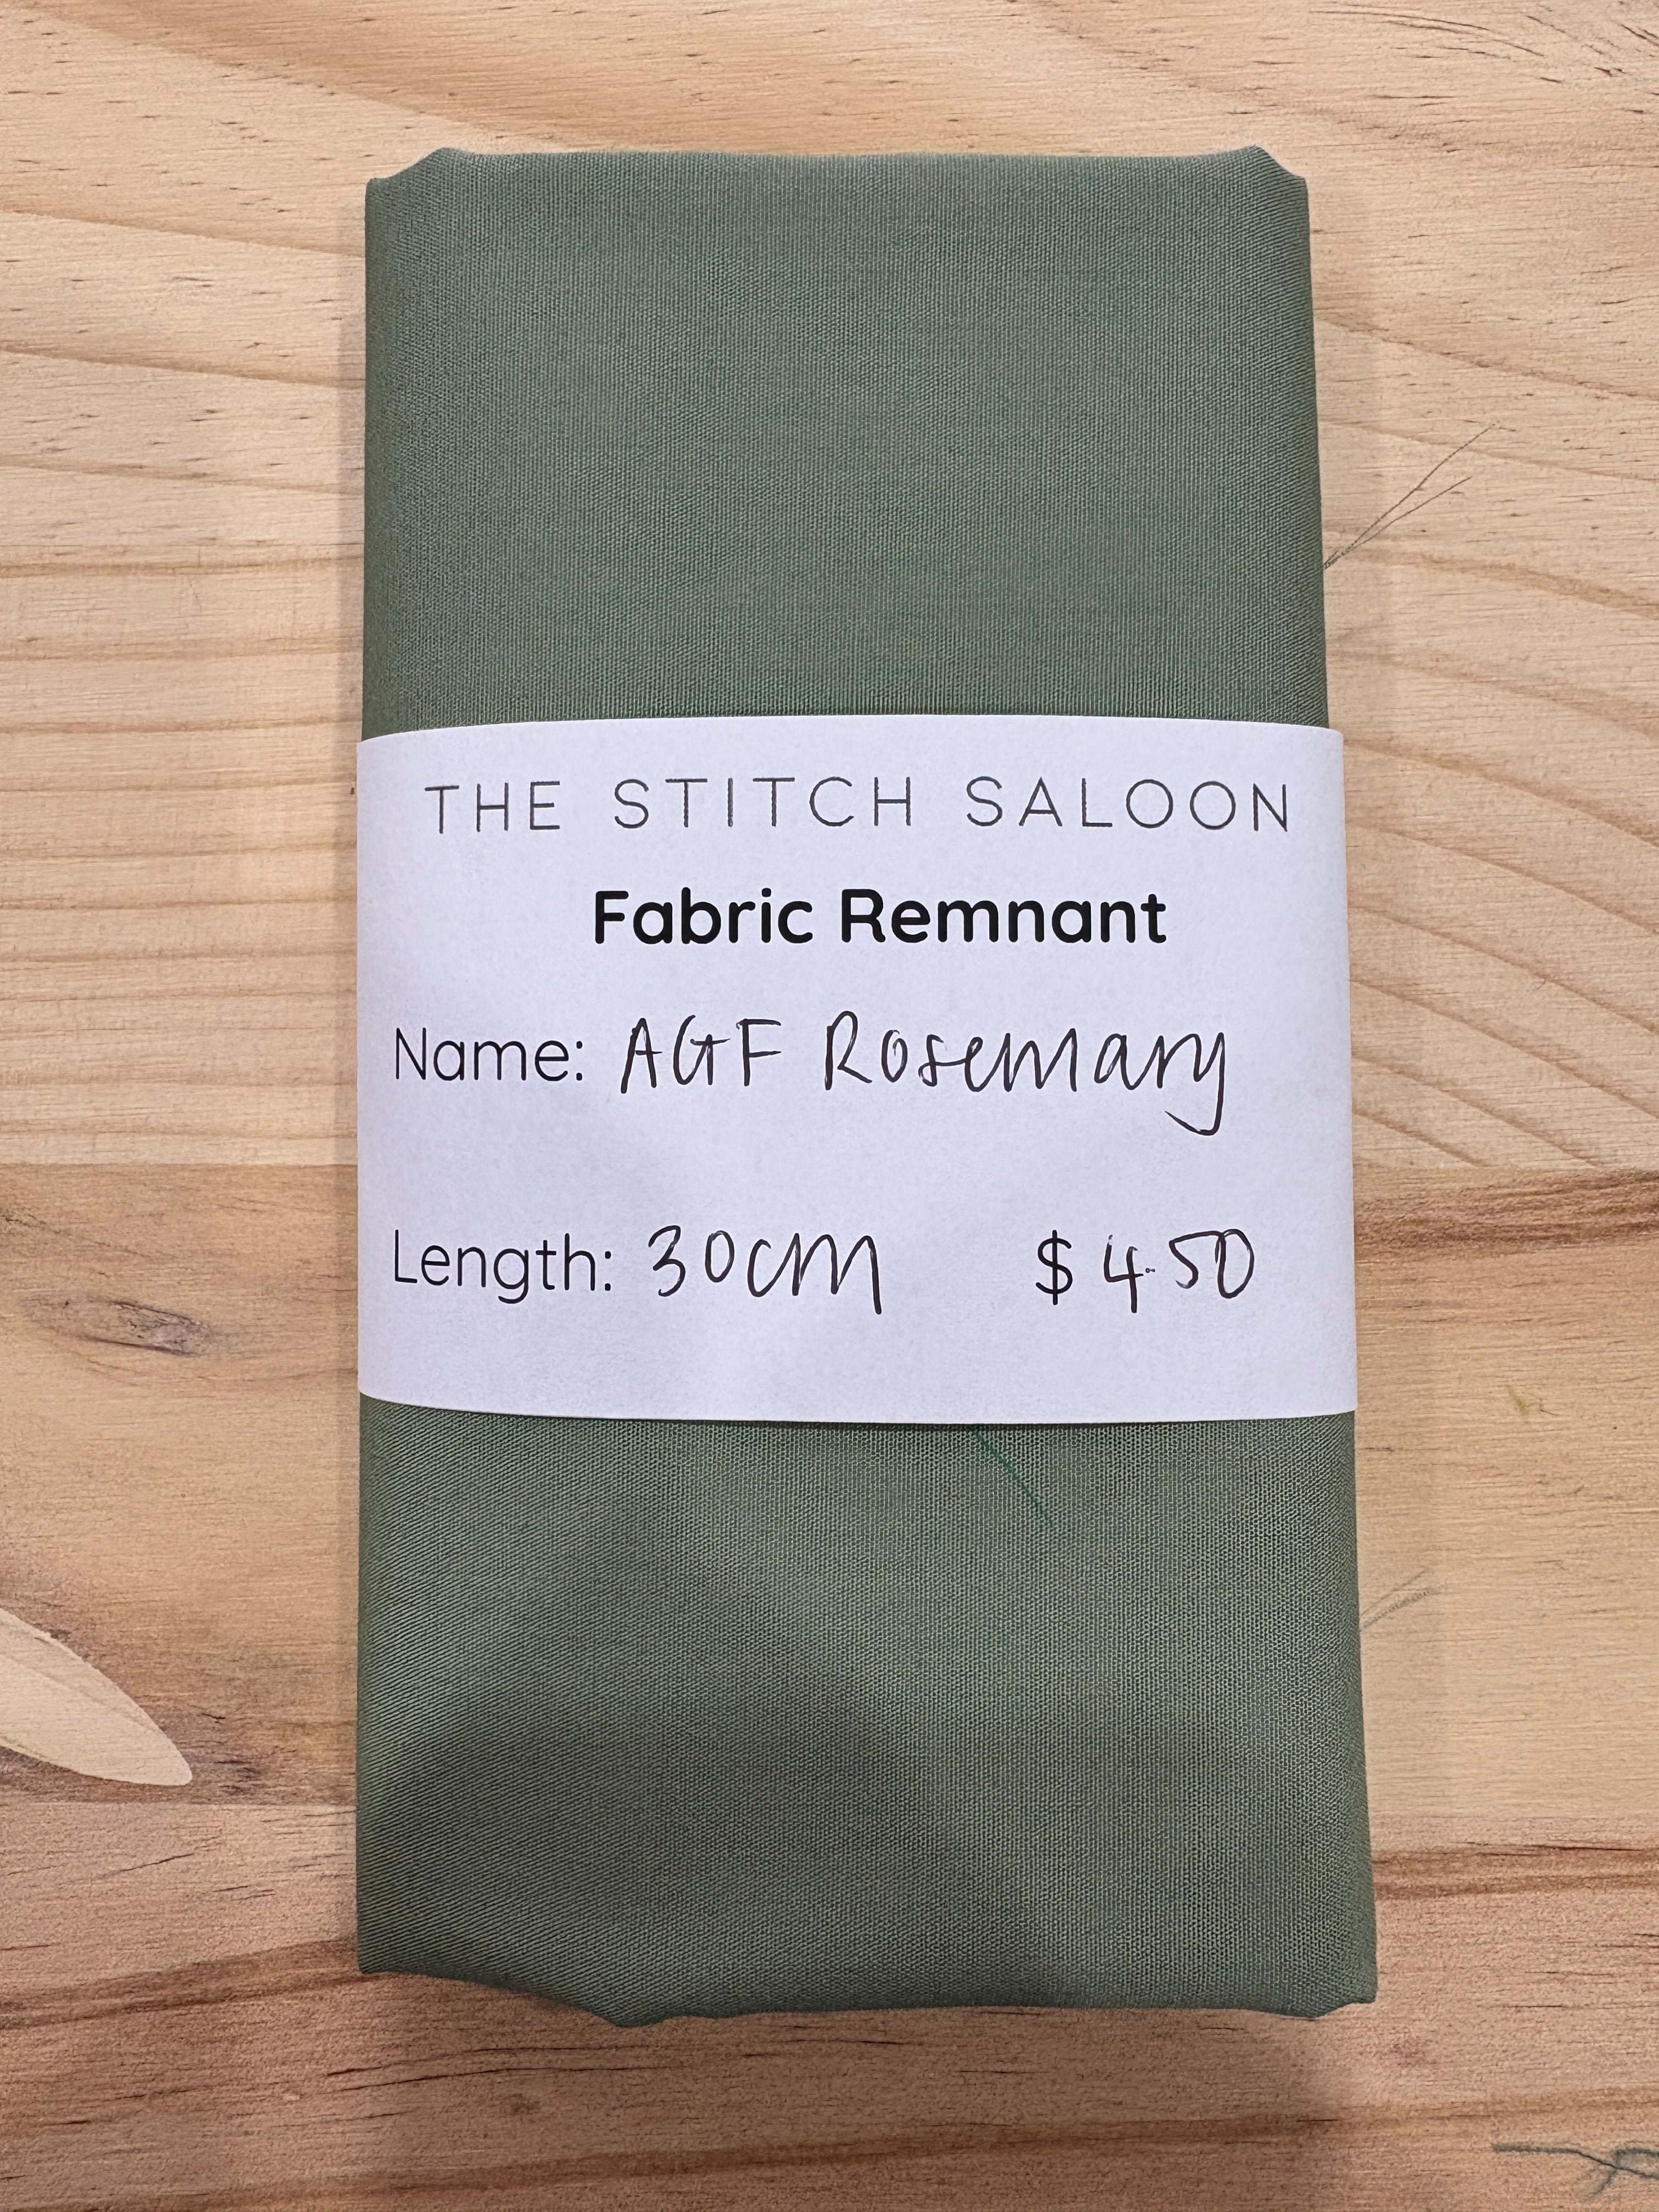 THE STITCH SALOON
Fabric Remnant
Name: AGF Rosemary
Length: 30cm $4.50